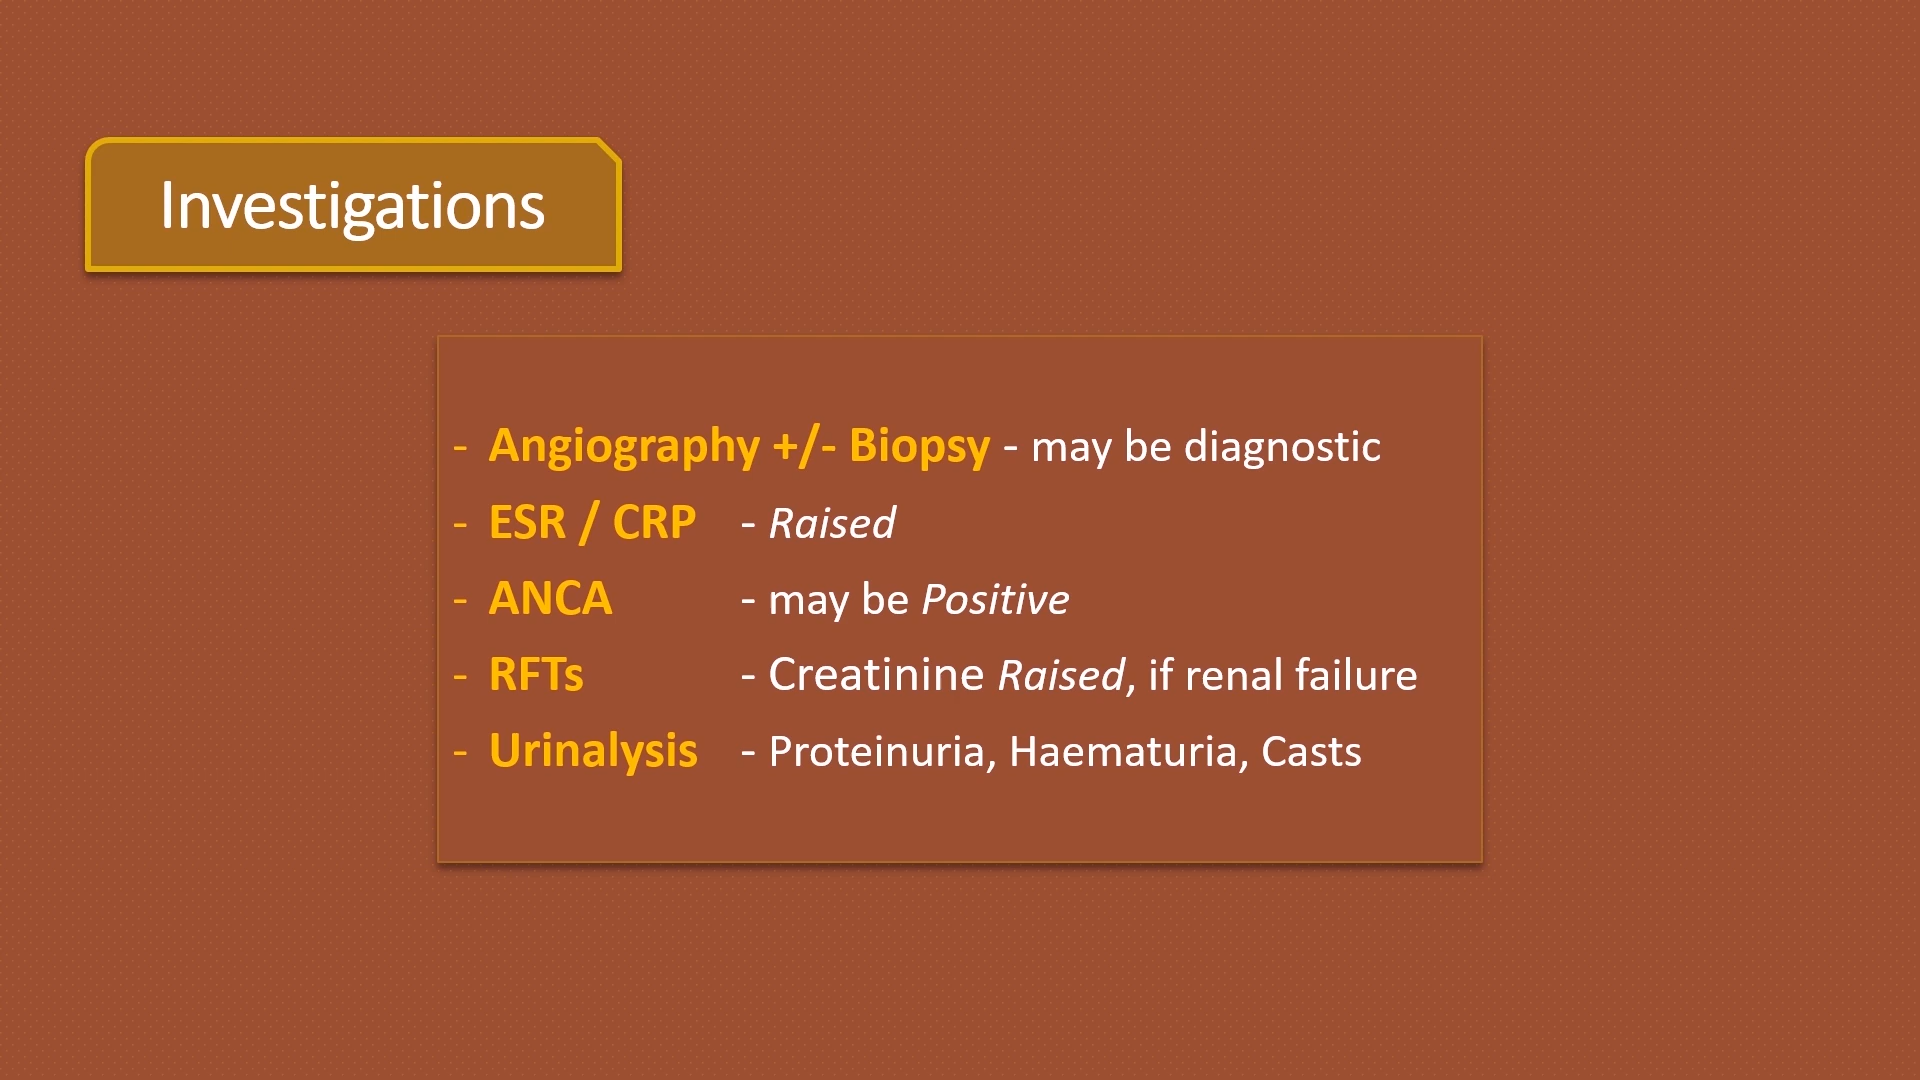 Investigations
- Angiography +/- Biopsy - may be diagnostic
- ESR / CRP - Raised
- ANCA - may be Positive
- RFTs - Creatinine Raised, if renal failure
- Urinalysis - Proteinuria, Haematuria, Casts